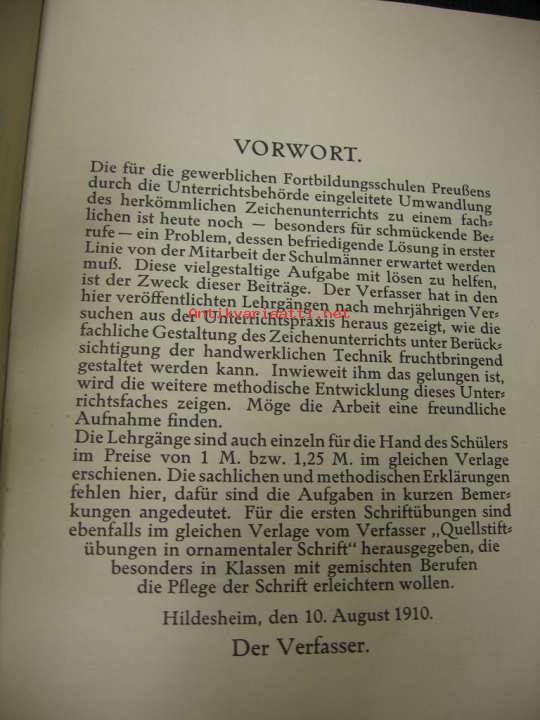 VORWORT.
Die für die gewerblichen Fortbildungsschulen Preußens
durch die Unterrichtsbehörde eingeleitete Umwandlung
des herkömmlichen Zeichenunterrichts zu einem fach-
lichen ist heute noch — besonders für schmückende Be-
rufe — ein Problem, dessen befriedigende Lösung in erster
Linie von der Mitarbeit der Schulmänner erwartet werden
muß. Diese vielgestaltige Aufgabe mit lösen zu helfen,
ist der Zweck dieser Beiträge. Der Verfasser hat in den
hier veröffentlichten Lehrgängen nach mehrjährigen Ver-
suchen aus der Unterrichtspraxis heraus gezeigt, wie die
antikvariaatti.net
fachliche Gestaltung des Zeichenunterrichts unter Berück-
sichtigung der handwerklichen Technik fruchtbringend
gestaltet werden kann. Inwieweit ihm das gelungen ist,
wird die weitere methodische Entwicklung dieses Unter-
richtsfaches zeigen. Möge die Arbeit eine freundliche
Aufnahme finden.
Die Lehrgänge sind auch einzeln für die Hand des Schülers
im Preise von 1 M. bzw. 1,25 M. im gleichen Verlage
erschienen. Die sachlichen und methodischen Erklärungen
fehlen hier, dafür sind die Aufgaben in kurzen Bemer-
kungen angedeutet. Für die ersten Schriftübungen sind
ebenfalls im gleichen Verlage vom Verfasser „Quellstift-
übungen in ornamentaler Schrift“ herausgegeben, die
besonders in Klassen mit gemischten Berufen
die Pflege der Schrift erleichtern wollen.
Hildesheim, den 10. August 1910.
Der Verfasser.